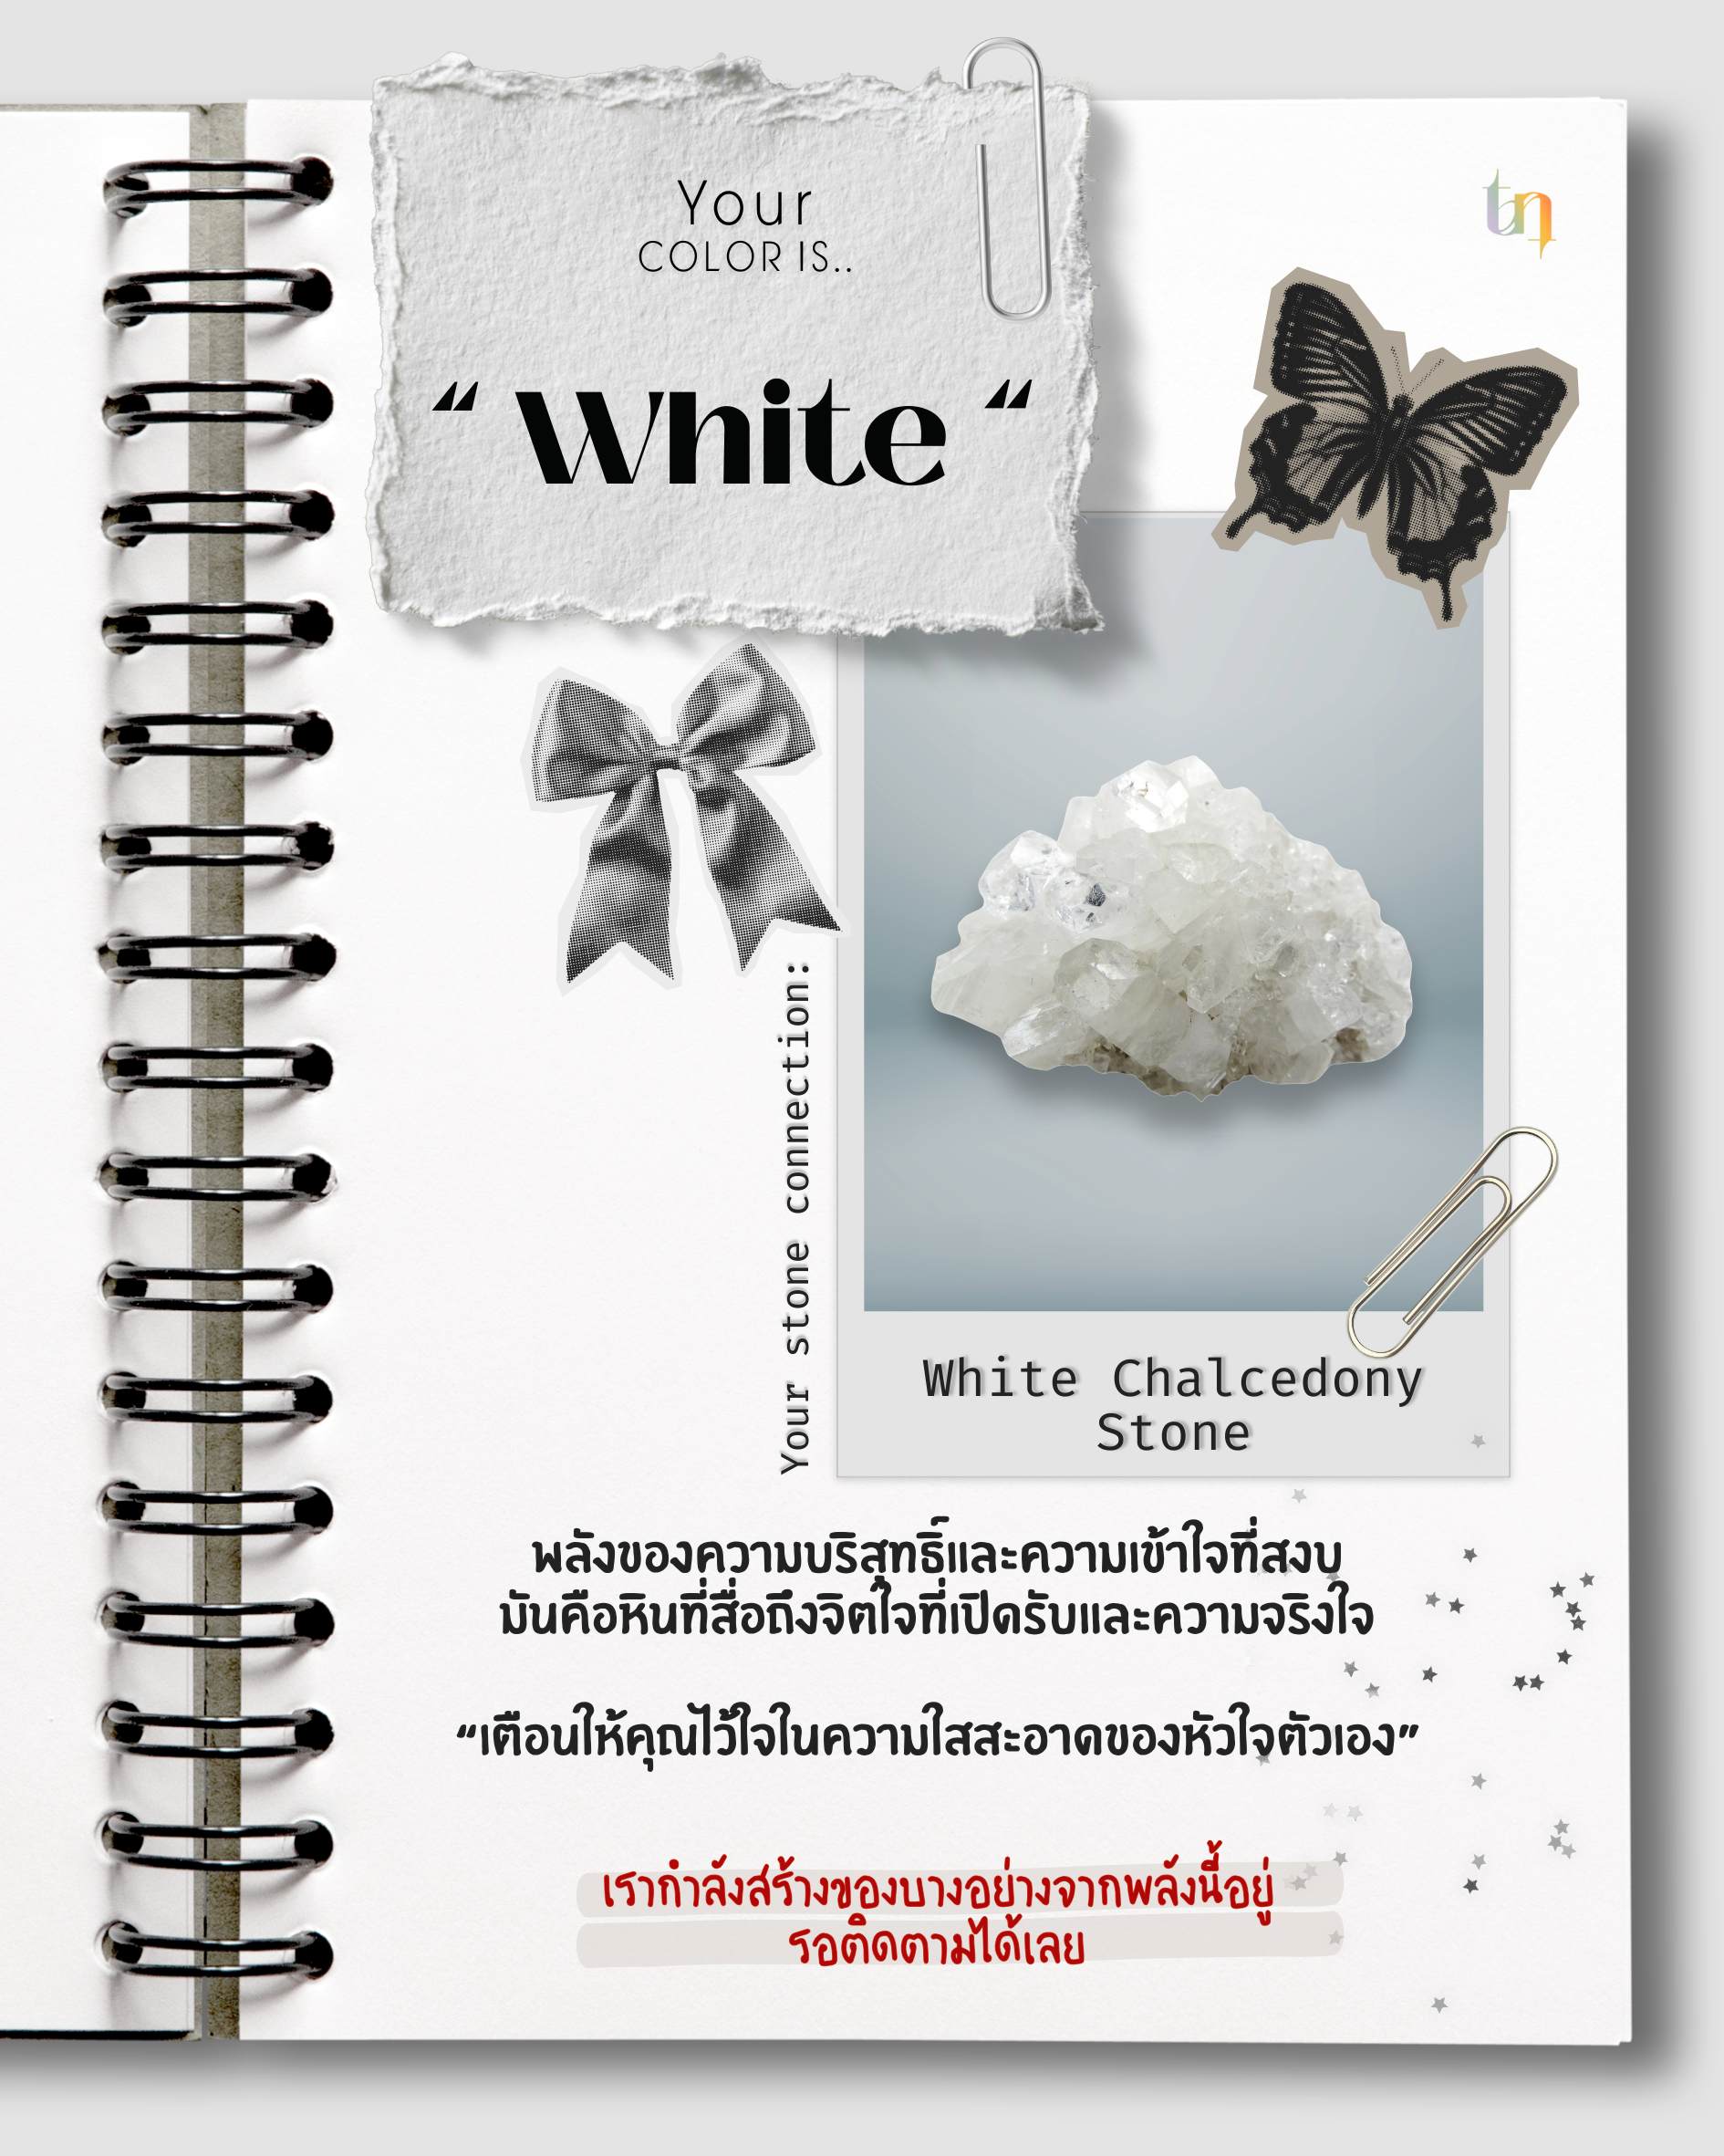 Your
COLOR IS..
“ White “
tn
Your stone connection:
White Chalcedony
Stone
พลังของความบริสุทธิ์และความเข้าใจที่สงบ
มันคือหินที่สื่อถึงจิตใจที่เปิดรับและความจริงใจ
“เตือนให้คุณไว้ใจในความใสสะอาดของหัวใจตัวเอง”
เรากำลังสร้างของบางอย่างจากพลังนี้อยู่
รอติดตามได้เลย